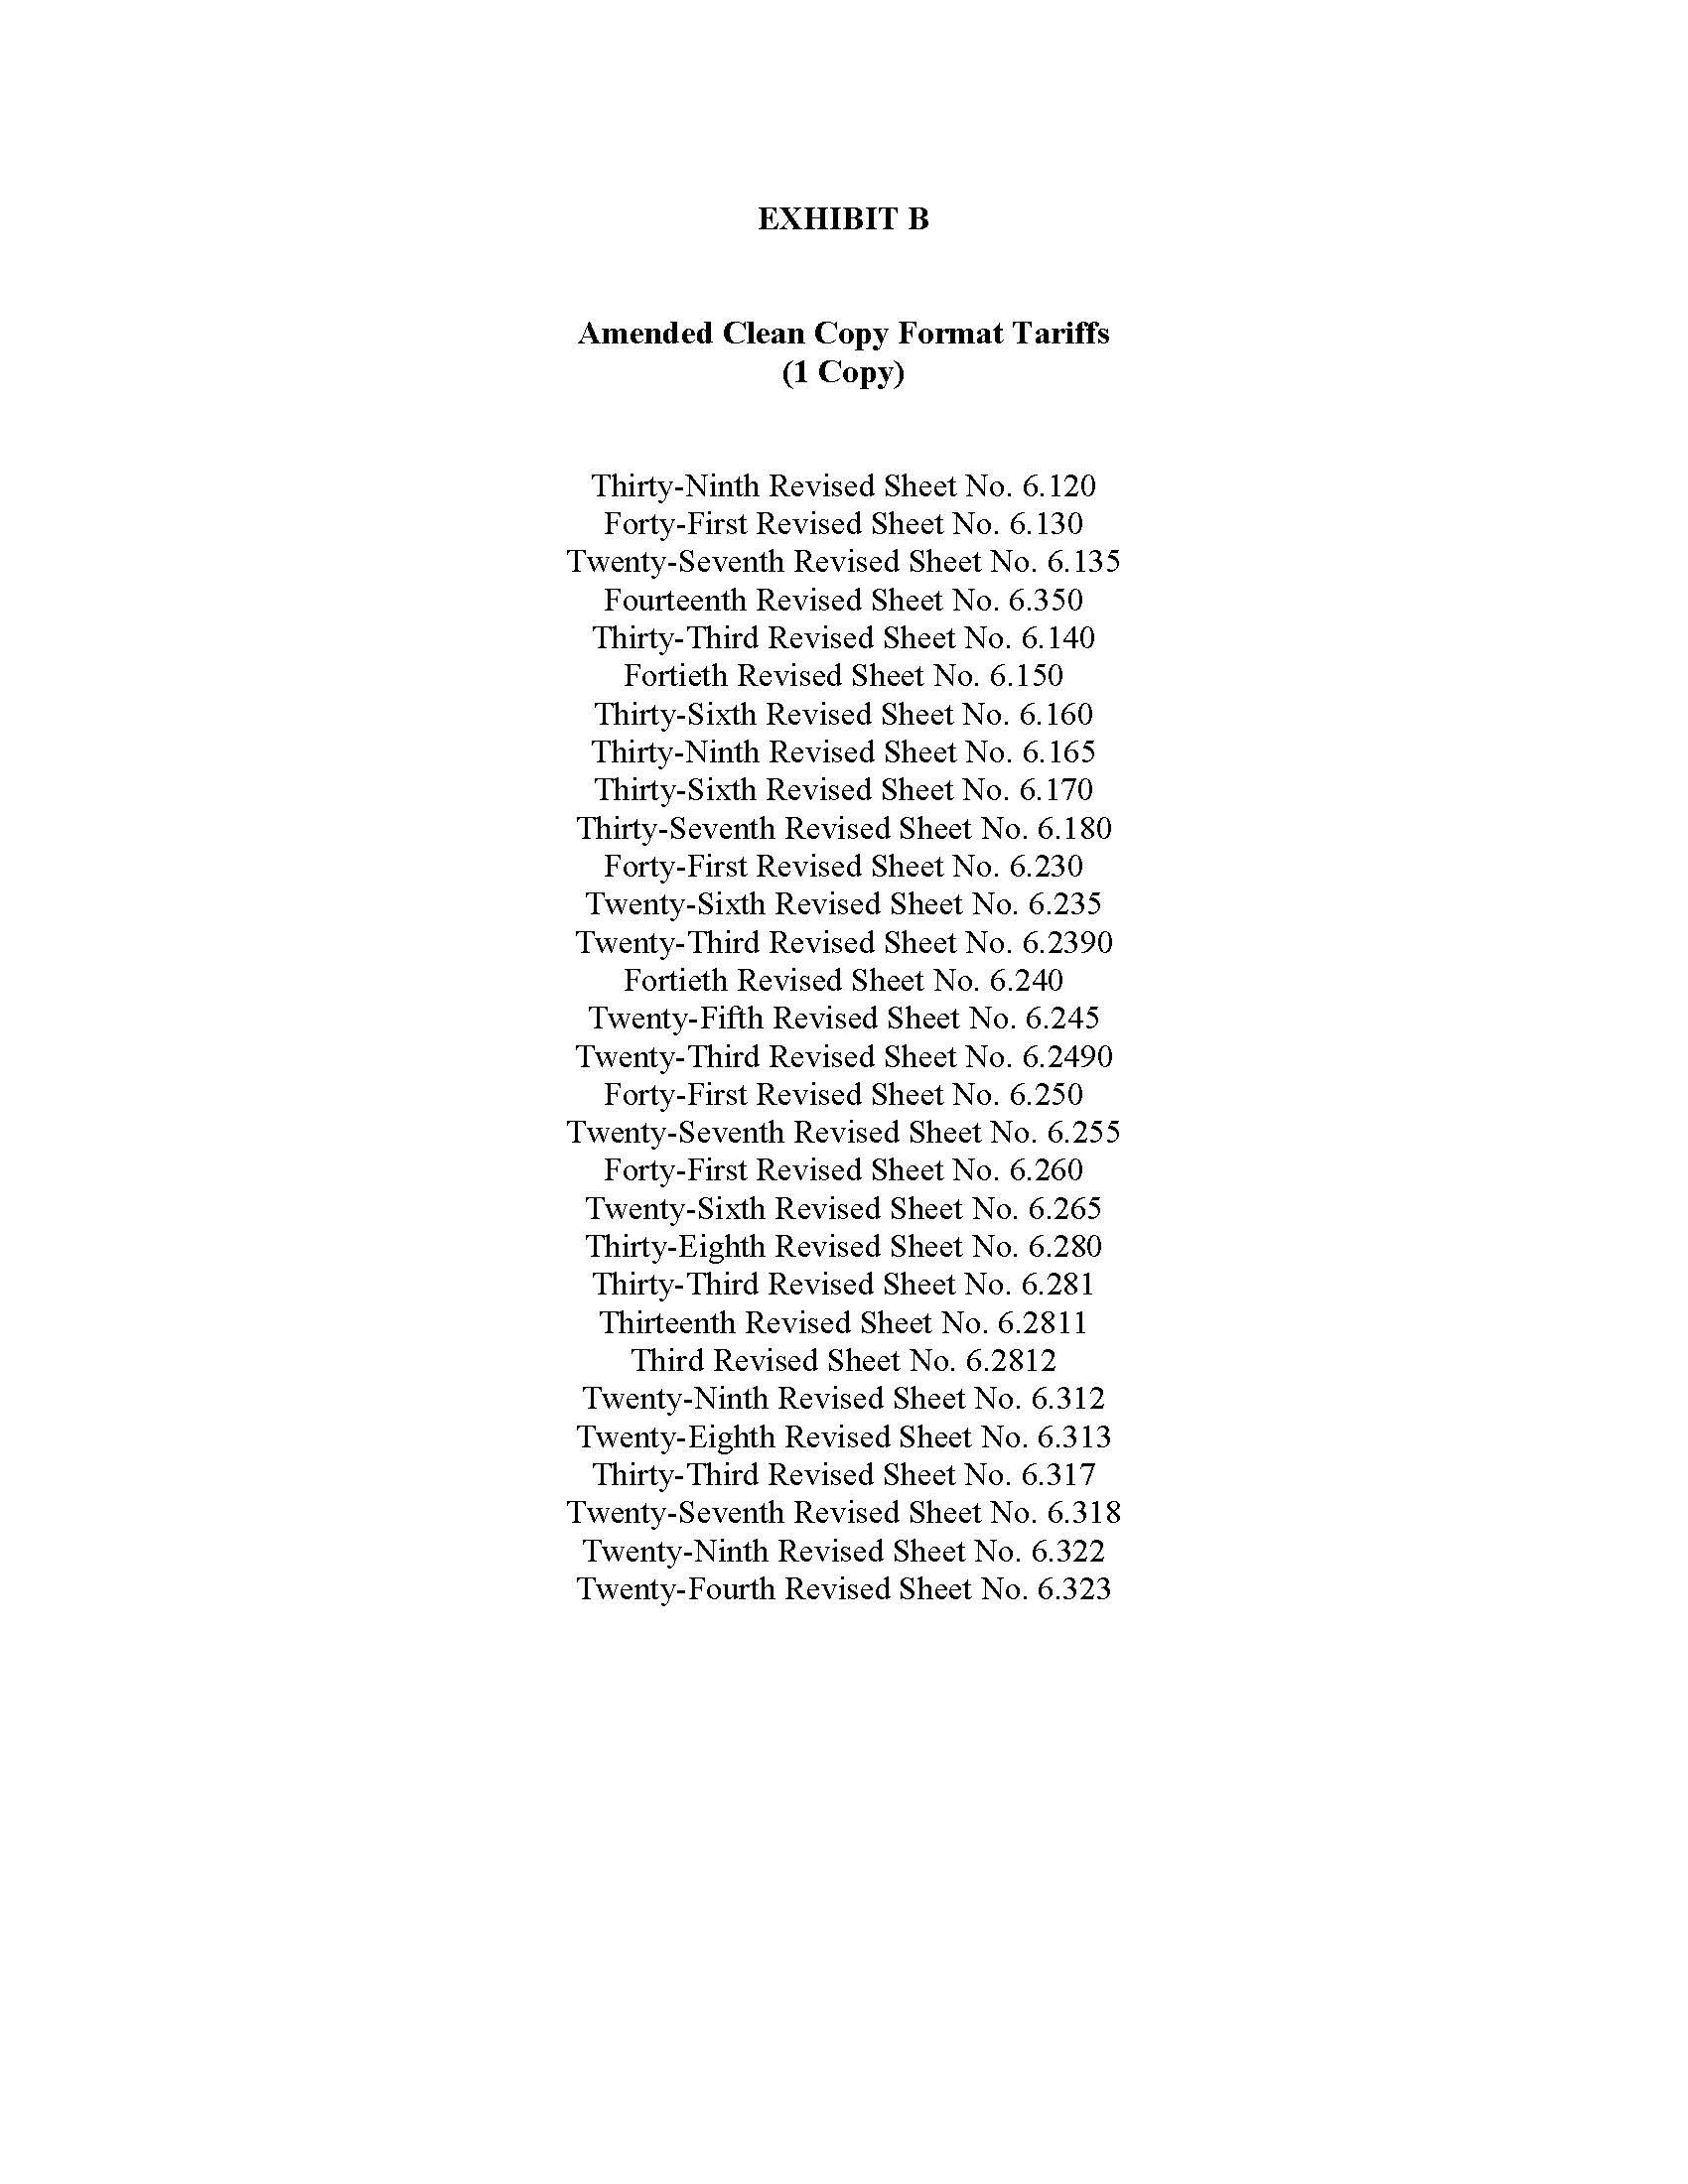 EXHIBIT B
Amended Clean Copy Format Tariffs
(1 Copy)
Thirty-Ninth Revised Sheet No. 6.120
Forty-First Revised Sheet No. 6.130
Twenty-Seventh Revised Sheet No. 6.135
Fourteenth Revised Sheet No. 6.350
Thirty-Third Revised Sheet No. 6.140
Fortieth Revised Sheet No. 6.150
Thirty-Sixth Revised Sheet No. 6.160
Thirty-Ninth Revised Sheet No. 6.165
Thirty-Sixth Revised Sheet No. 6.170
Thirty-Seventh Revised Sheet No. 6.180
Forty-First Revised Sheet No. 6.230
Twenty-Sixth Revised Sheet No. 6.235
Twenty-Third Revised Sheet No. 6.2390
Fortieth Revised Sheet No. 6.240
Twenty-Fifth Revised Sheet No. 6.245
Twenty-Third Revised Sheet No. 6.2490
Forty-First Revised Sheet No. 6.250
Twenty-Seventh Revised Sheet No. 6.255
Forty-First Revised Sheet No. 6.260
Twenty-Sixth Revised Sheet No. 6.265
Thirty-Eighth Revised Sheet No. 6.280
Thirty-Third Revised Sheet No. 6.281
Thirteenth Revised Sheet No. 6.2811
Third Revised Sheet No. 6.2812
Twenty-Ninth Revised Sheet No. 6.312
Twenty-Eighth Revised Sheet No. 6.313
Thirty-Third Revised Sheet No. 6.317
Twenty-Seventh Revised Sheet No. 6.318
Twenty-Ninth Revised Sheet No. 6.322
Twenty-Fourth Revised Sheet No. 6.323